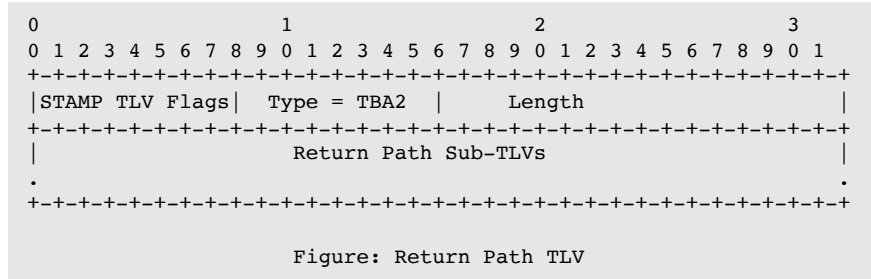 0                   1                   2                   3
0 1 2 3 4 5 6 7 8 9 0 1 2 3 4 5 6 7 8 9 0 1 2 3 4 5 6 7 8 9 0 1
+-+-+-+-+-+-+-+-+-+-+-+-+-+-+-+-+-+-+-+-+-+-+-+-+-+-+-+-+-+-+-+-+
|STAMP TLV Flags|  Type = TBA2  |     Length                    |
+-+-+-+-+-+-+-+-+-+-+-+-+-+-+-+-+-+-+-+-+-+-+-+-+-+-+-+-+-+-+-+-+
|                    Return Path Sub-TLVs                       |
.                                                               .
+-+-+-+-+-+-+-+-+-+-+-+-+-+-+-+-+-+-+-+-+-+-+-+-+-+-+-+-+-+-+-+-+
Figure: Return Path TLV